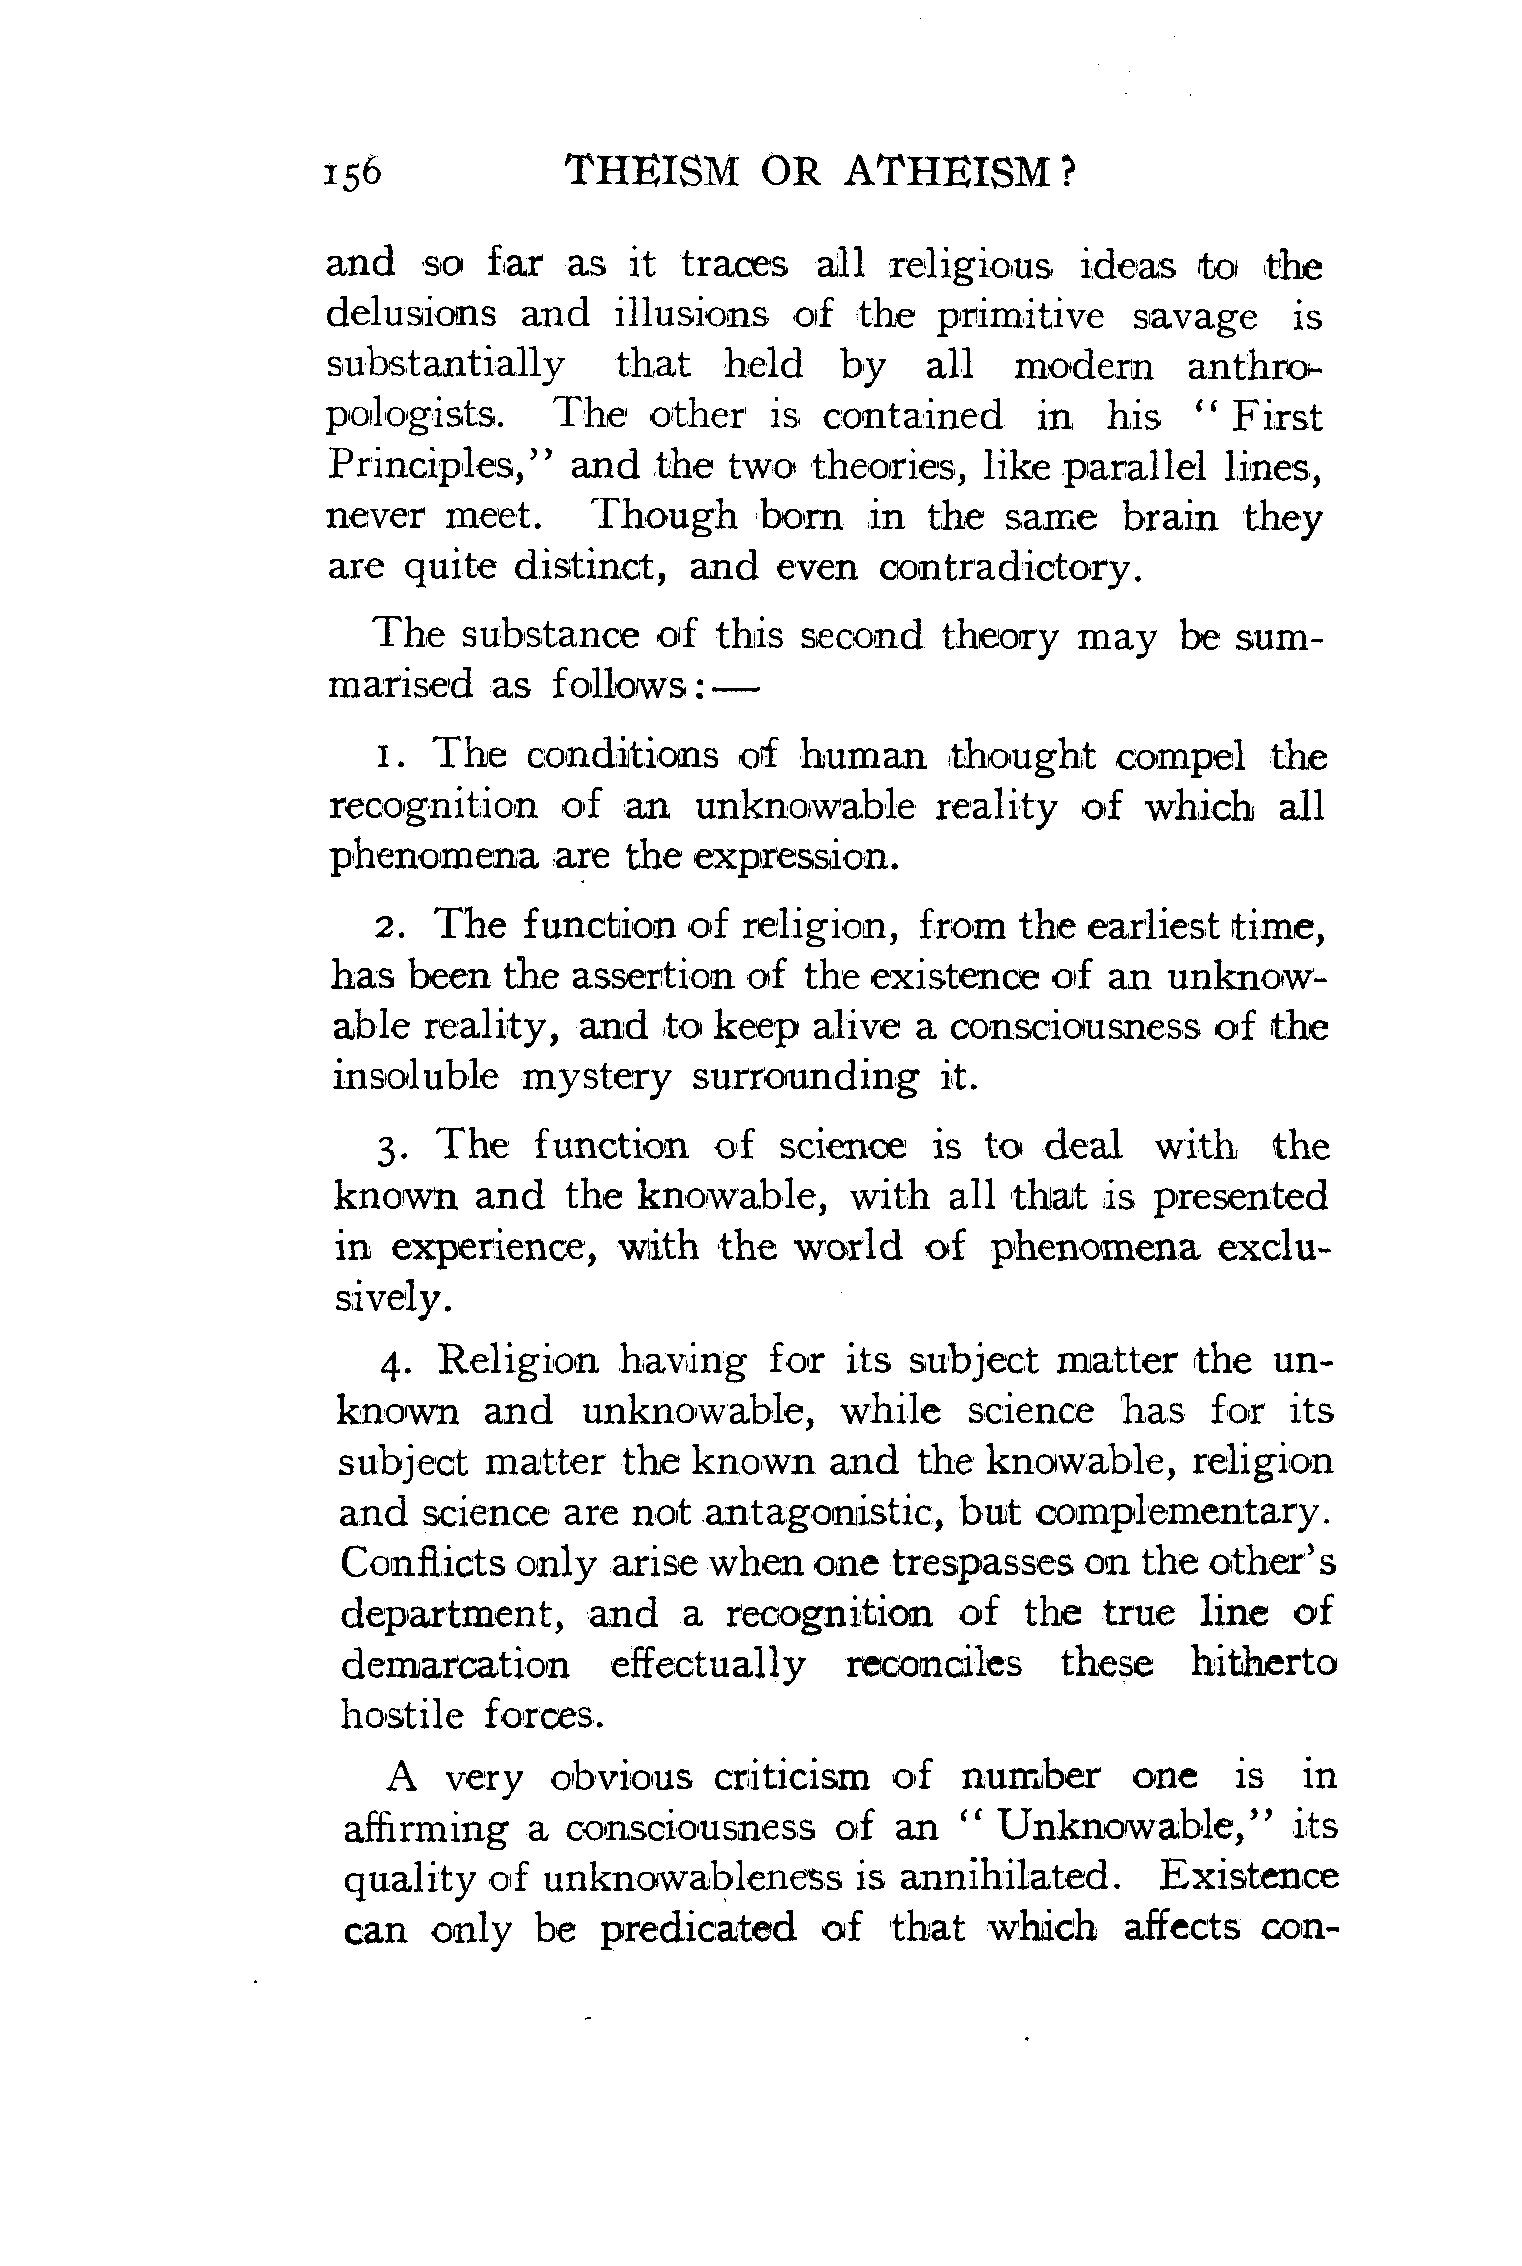 156 THEISM OR ATHEISM?
and so far as it traces all religious ideas to the
delusions and illusions of the primitive savage is
substantially that held by all modern anthro-
pologists. The other is contained in his “ First
Principles,” and the two theories, like parallel lines,
never meet. Though born in the same brain they
are quite distinct, and even contradictory.
The substance of this second theory may be sum-
marised as follows:—
1. The conditions of human thought compel the
recognition of an unknowable reality of which all
phenomena are the expression.
2. The function of religion, from the earliest time,
has been the assertion of the existence of an unknow-
able reality, and to keep alive a consciousness of the
insoluble mystery surrounding it.
3. The function of science is to deal with the
known and the knowable, with all that is presented
in experience, with the world of phenomena exclu-
sively.
4. Religion having for its subject matter the un-
known and unknowable, while science has for its
subject matter the known and the knowable, religion
and science are not antagonistic, but complementary.
Conflicts only arise when one trespasses on the other’s
department, and a recognition of the true line of
demarcation effectually reconciles these hitherto
hostile forces.
A very obvious criticism of number one is in
affirming a consciousness of an “ Unknowable,” its
quality of unknowableness is annihilated. Existence
can only be predicated of that which affects con-